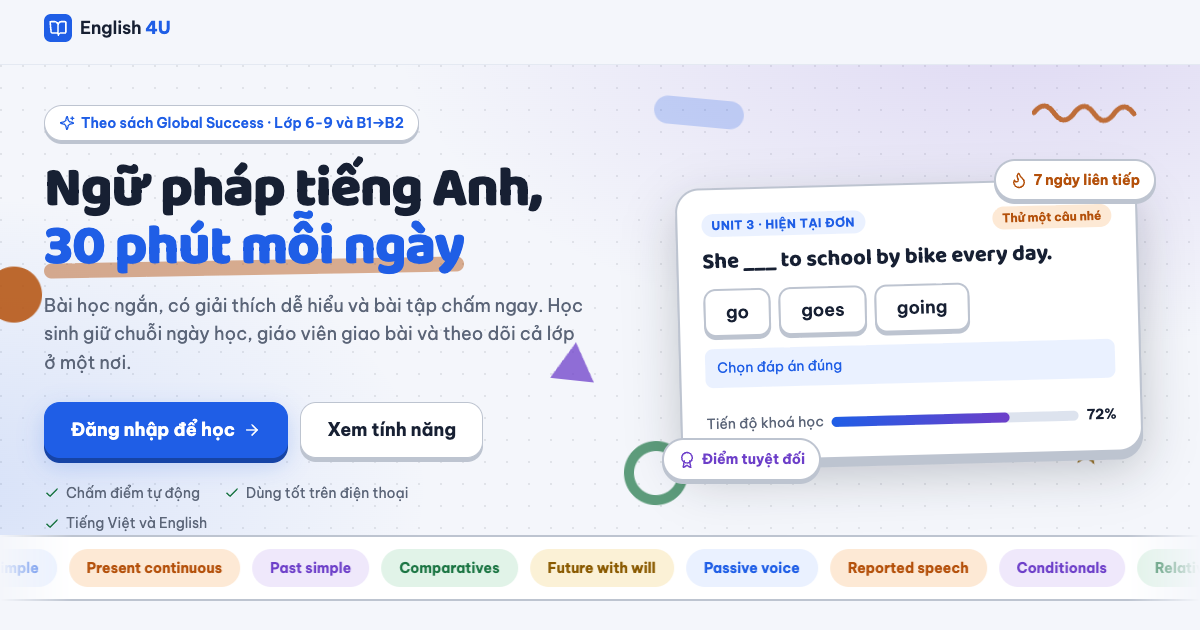 English 4U
Theo sách Global Success · Lớp 6-9 và B1→B2
Ngữ pháp tiếng Anh,
30 phút mỗi ngày
Bài học ngắn, có giải thích dễ hiểu và bài tập chấm ngay. Học
sinh giữ chuỗi ngày học, giáo viên giao bài và theo dõi cả lớp
ở một nơi.
Đăng nhập để học →
Xem tính năng
Chấm điểm tự động
Dùng tốt trên điện thoại
Tiếng Việt và English
7 ngày liên tiếp
UNIT 3 · HIỆN TẠI ĐƠN
Thử một câu nhé
She ___ to school by bike every day.
go
goes
going
Chọn đáp án đúng
Tiến độ khoá học
72%
Điểm tuyệt đối
mple
Present continuous
Past simple
Comparatives
Future with will
Passive voice
Reported speech
Conditionals
Relati